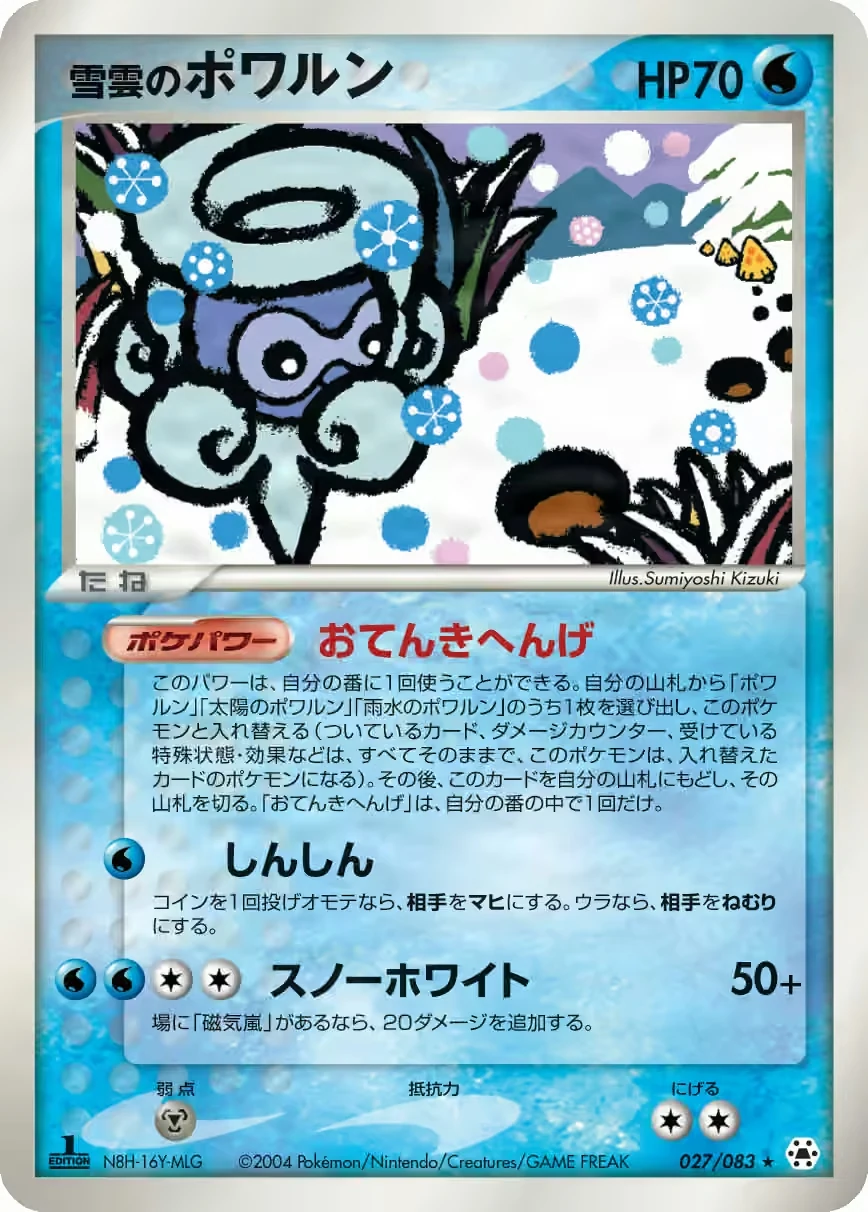 雪雲のポワルン
HP70
たね
Illus.Sumiyoshi Kizuki
ポケパワー おてんきへんげ
このパワーは、自分の番に1回使うことができる。自分の山札から「ポワ
ルン」「太陽のポワルン」「雨水のポワルン」のうち1枚を選び出し、このポケ
モンと入れ替える(ついているカード、ダメージカウンター、受けている
特殊状態・効果などは、すべてそのままで、このポケモンは、入れ替えた
カードのポケモンになる)。その後、このカードを自分の山札にもどし、その
山札を切る。「おてんきへんげ」は、自分の番の中で1回だけ。
しんしん
コインを1回投げオモテなら、相手をマヒにする。ウラなら、相手をねむり
にする。
スノーホワイト 50+
場に「磁気嵐」があるなら、20ダメージを追加する。
弱点 抵抗力 にげる
1 EDITION N8H-16Y-MLG ©2004 Pokémon/Nintendo/Creatures/GAME FREAK 027/083 ★